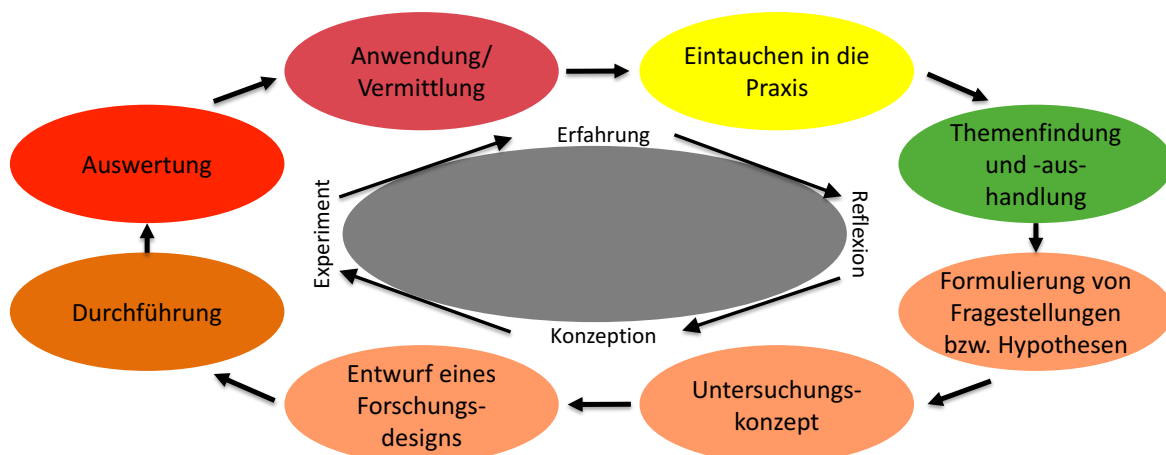 Anwendung/
Vermittlung
Eintauchen in die
Praxis
Themenfindung
und -aus-
handlung
Formulierung von
Fragestellungen
bzw. Hypothesen
Untersuchungs-
konzept
Entwurf eines
Forschungs-
designs
Durchführung
Auswertung
Erfahrung
Reflexion
Konzeption
Experiment